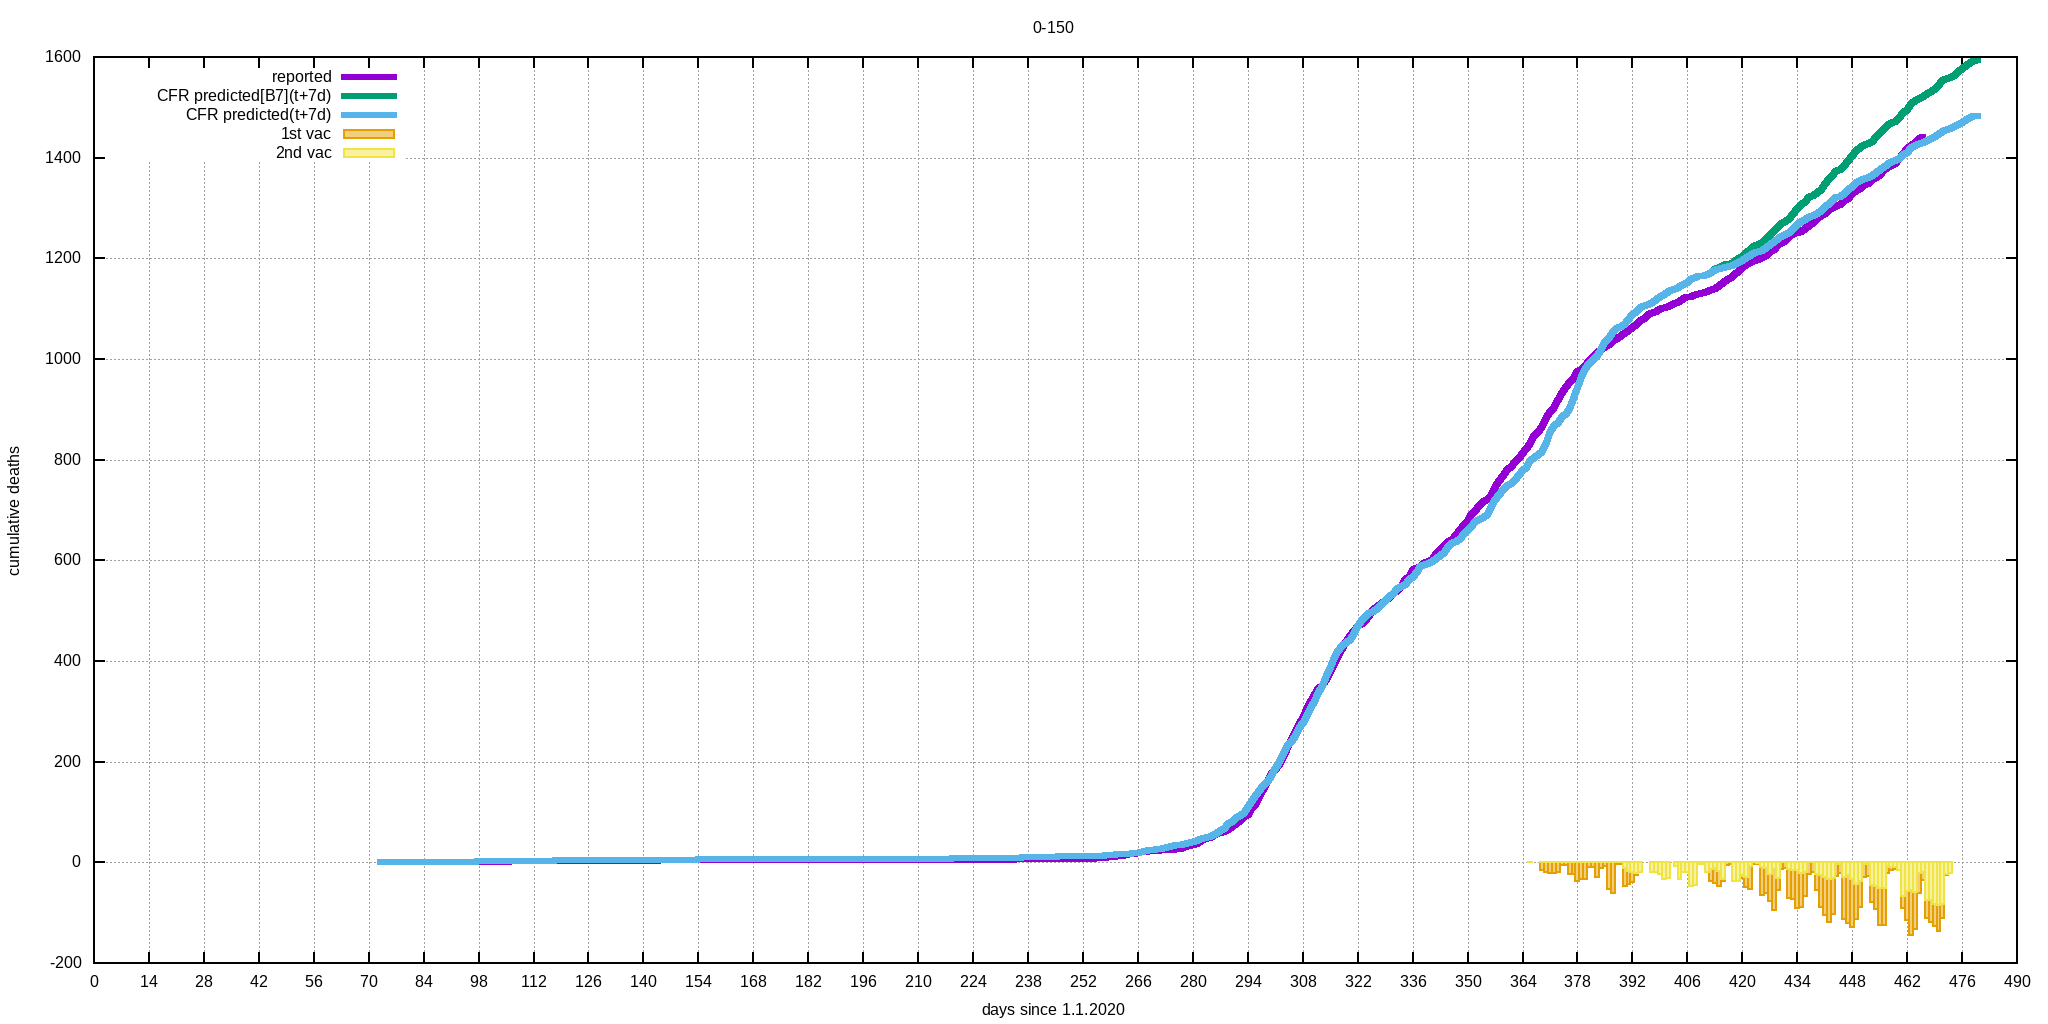 0-150
reported
CFR predicted[B7](t+7d)
CFR predicted(t+7d)
1st vac
2nd vac
1600
1400
1200
1000
800
600
400
200
0
-200
cumulative deaths
0 14 28 42 56 70 84 98 112 126 140 154 168 182 196 210 224 238 252 266 280 294 308 322 336 350 364 378 392 406 420 434 448 462 476 490
days since 1.1.2020